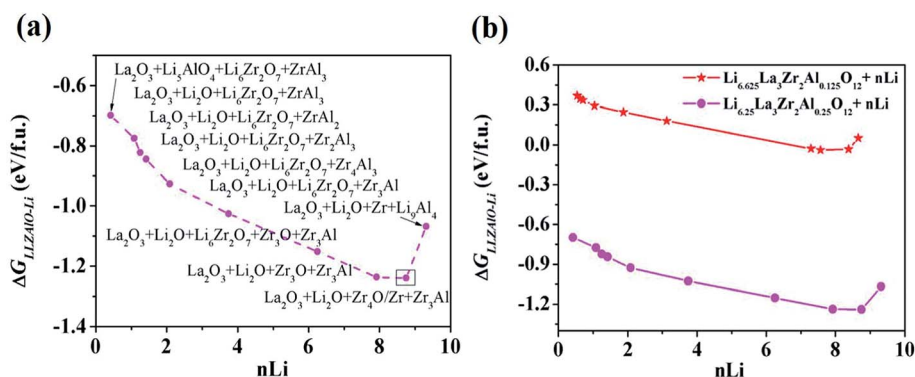 (a)
-0.6
-0.8
-1.0
-1.2
-1.4
ΔG_LLZAlO-Li (eV/f.u.)
La₂O₃+Li₅AlO₄+Li₆Zr₂O₇+ZrAl₃
La₂O₃+Li₂O+Li₆Zr₂O₇+ZrAl₃
La₂O₃+Li₂O+Li₆Zr₂O₇+ZrAl₂
La₂O₃+Li₂O+Li₆Zr₂O₇+Zr₂Al₃
La₂O₃+Li₂O+Li₆Zr₂O₇+Zr₄Al₃
La₂O₃+Li₂O+Li₆Zr₂O₇+Zr₃Al
La₂O₃+Li₂O+Zr+Li₉Al₄
La₂O₃+Li₂O+Li₆Zr₂O₇+Zr₃O+Zr₃Al
La₂O₃+Li₂O+Zr₃O+Zr₃Al
La₂O₃+Li₂O+Zr₄O/Zr+Zr₃Al
0 2 4 6 8 10
nLi
(b)
0.6
0.3
0.0
-0.3
-0.6
-0.9
-1.2
ΔG_LLZAlO-Li (eV/f.u.)
Li₆.₆₂₅La₃Zr₂Al₀.₁₂₅O₁₂+ nLi
Li₆.₂₅La₃Zr₂Al₀.₂₅O₁₂+ nLi
0 2 4 6 8 10
nLi